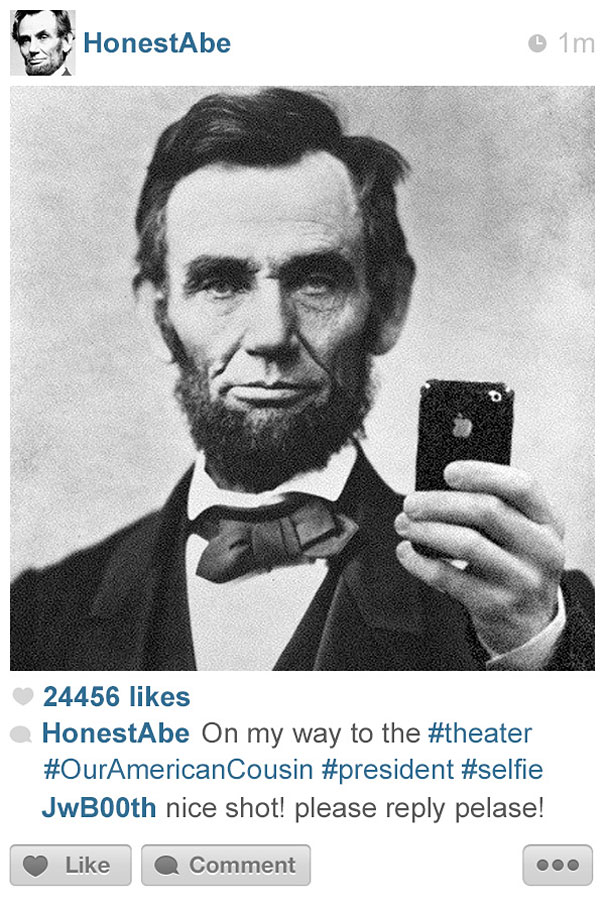 HonestAbe
1m
24456 likes
HonestAbe On my way to the #theater
#OurAmericanCousin #president #selfie
JwB00th nice shot! please reply pelase!
Like
Comment